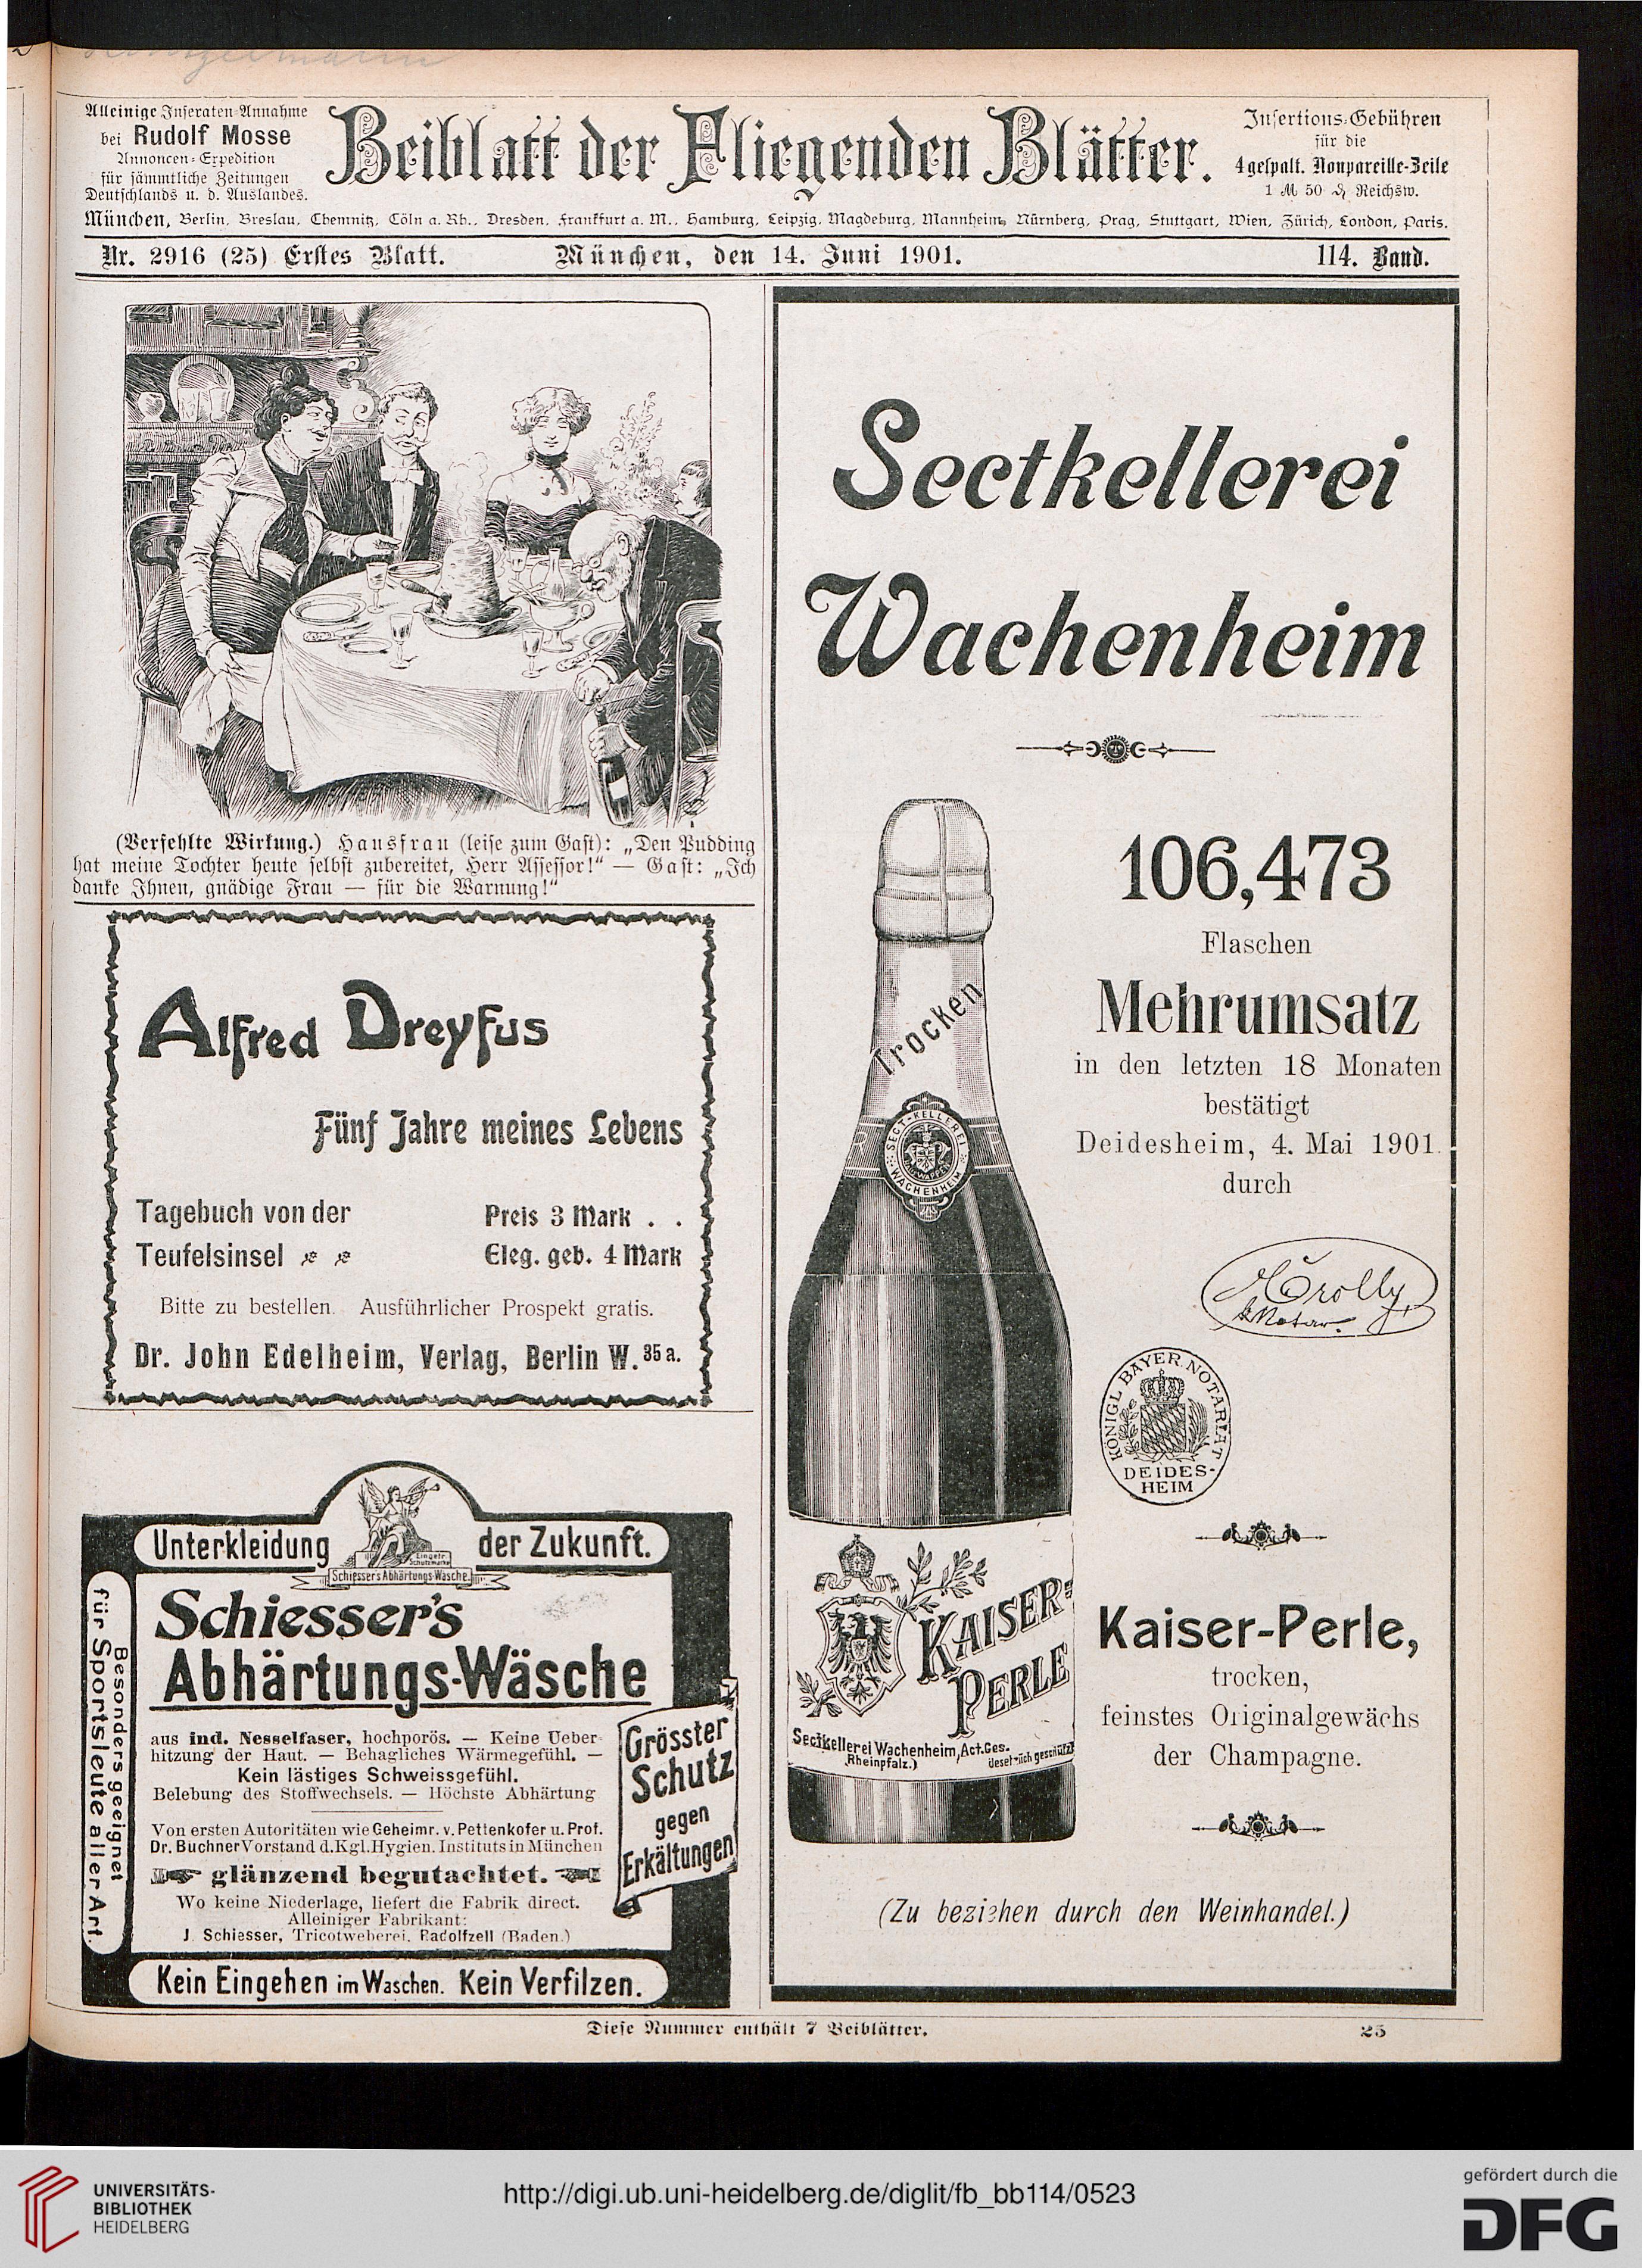 Alleinige Inseraten-Annahme
bei Rudolf Mosse
Annoncen-Expedition
für sämmtliche Zeitungen
Deutschlands u. d. Auslandes.
Beiblatt der Fliegenden Blätter.
Insertions-Gebühren
für die
4 gespalt. Nonpareille-Zeile
1 M 50 ₰ Reichsw.
München, Berlin, Breslau, Chemnitz, Cöln a. Rh., Dresden, Frankfurt a. M., Hamburg, Leipzig, Magdeburg, Mannheim, Nürnberg, Prag, Stuttgart, Wien, Zürich, London, Paris.
Nr. 2916 (25) Erstes Blatt. München, den 14. Juni 1901. 114. Band.
(Verfehlte Wirkung.) Hausfrau (leise zum Gast): „Den Pudding
hat meine Tochter heute selbst zubereitet, Herr Assessor!“ — Gast: „Ich
danke Ihnen, gnädige Frau — für die Warnung!“
Alfred Dreyfus
Fünf Jahre meines Lebens
Tagebuch von der
Teufelsinsel
Preis 3 Mark . .
Eleg. geb. 4 Mark
Bitte zu bestellen. Ausführlicher Prospekt gratis.
Dr. John Edelheim, Verlag, Berlin W. 35 a.
Unterkleidung der Zukunft.
Eingetr.
Schutzmarke
Schiessers Abhärtungs-Wäsche.
Schiesser's
Abhärtungs-Wäsche
Besonders geeignet
für Sportsleute aller Art.
aus ind. Nesselfaser, hochporös. — Keine Ueber-
hitzung der Haut. — Behagliches Wärmegefühl. —
Kein lästiges Schweissgefühl.
Belebung des Stoffwechsels. — Höchste Abhärtung
Von ersten Autoritäten wie Geheimr. v. Pettenkofer u. Prof.
Dr. Buchner Vorstand d. Kgl. Hygien. Instituts in München
glänzend begutachtet.
Wo keine Niederlage, liefert die Fabrik direct.
Alleiniger Fabrikant:
J. Schiesser, Tricotweberei, Radolfzell (Baden.)
Grösster
Schutz
gegen
Erkältungen
Kein Eingehen im Waschen. Kein Verfilzen.
Sectkellerei
Wachenheim
106,473
Flaschen
Mehrumsatz
in den letzten 18 Monaten
bestätigt
Deidesheim, 4. Mai 1901.
durch
KÖNIGL. BAYER. NOTARIAT
DEIDES-
HEIM
Trocken
SECT-KELLEREI
WACHENHEIM
KAISER-
PERLE
Sectkellerei Wachenheim, Act. Ges.
(Rheinpfalz.)
Gesetzlich geschützt
Kaiser-Perle,
trocken,
feinstes Originalgewächs
der Champagne.
(Zu beziehen durch den Weinhandel.)
Diese Nummer enthält 7 Beiblätter.
25
UNIVERSITÄTS-
BIBLIOTHEK
HEIDELBERG
http://digi.ub.uni-heidelberg.de/diglit/fb_bb114/0523
gefördert durch die
DFG